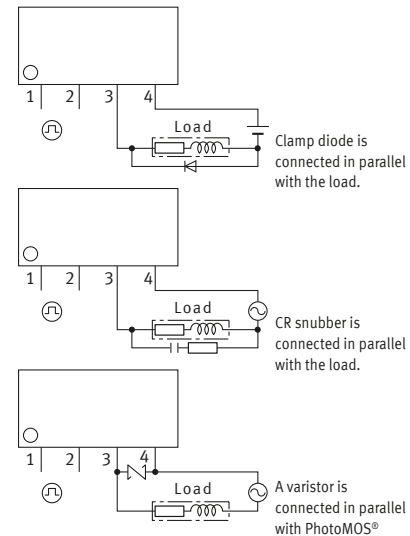 1 2 3 4
Load
Clamp diode is
connected in parallel
with the load.
1 2 3 4
Load
CR snubber is
connected in parallel
with the load.
1 2 3 4
Load
A varistor is
connected in parallel
with PhotoMOS®